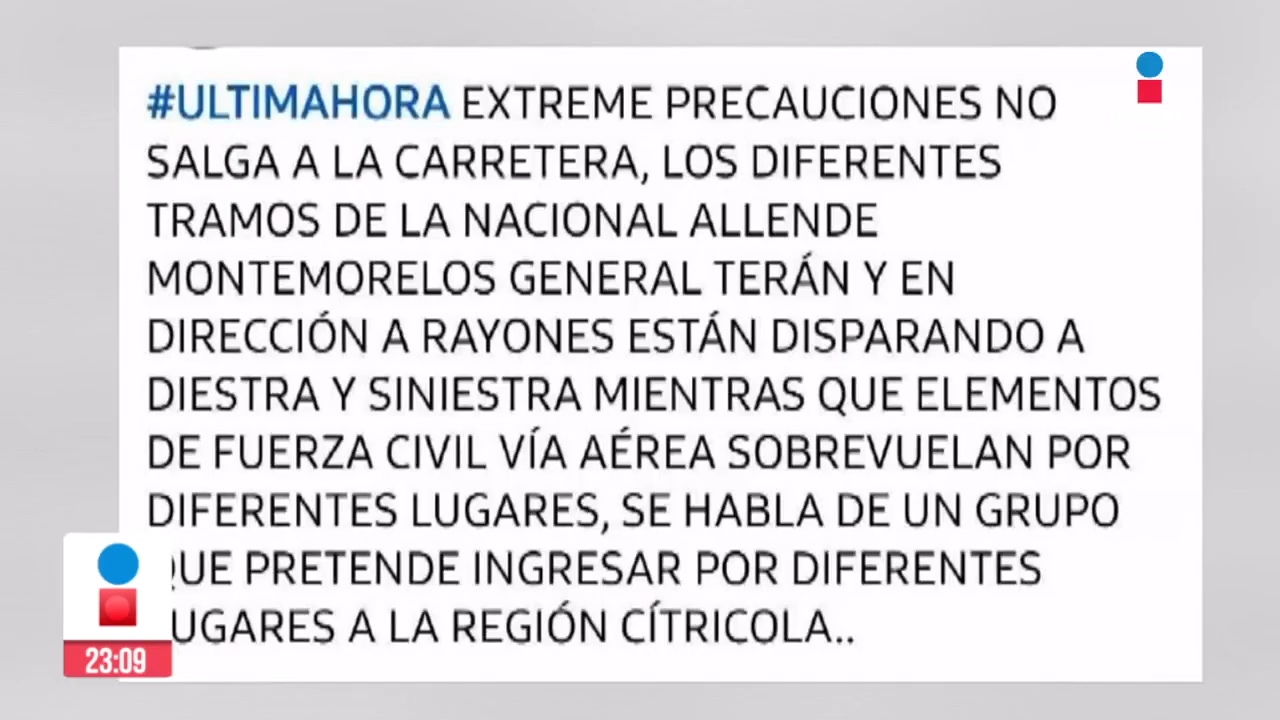 #ULTIMAHORA EXTREME PRECAUCIONES NO
SALGA A LA CARRETERA, LOS DIFERENTES
TRAMOS DE LA NACIONAL ALLENDE
MONTEMORELOS GENERAL TERÁN Y EN
DIRECCIÓN A RAYONES ESTÁN DISPARANDO A
DIESTRA Y SINIESTRA MIENTRAS QUE ELEMENTOS
DE FUERZA CIVIL VÍA AÉREA SOBREVUELAN POR
DIFERENTES LUGARES, SE HABLA DE UN GRUPO
QUE PRETENDE INGRESAR POR DIFERENTES
UGARES A LA REGIÓN CÍTRICOLA..
23:09